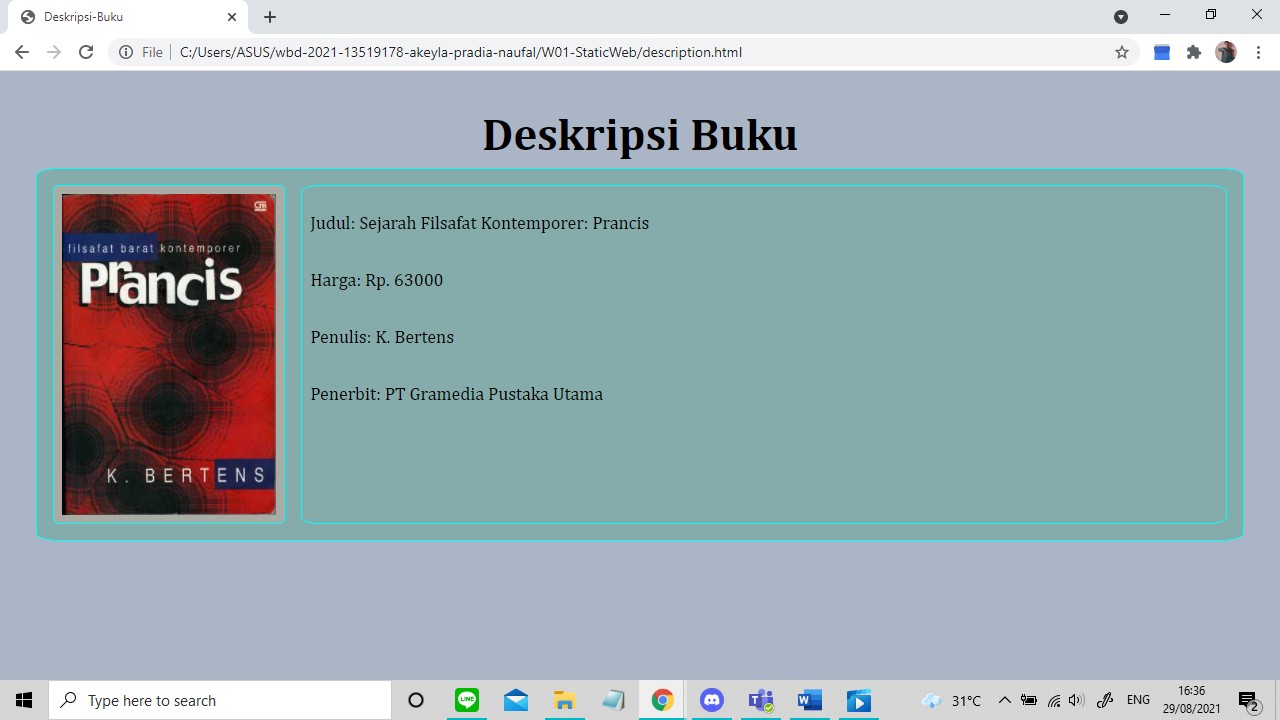 Deskripsi-Buku
File
C:/Users/ASUS/wbd-2021-13519178-akeyla-pradia-naufal/W01-StaticWeb/description.html
Deskripsi Buku
Gm
filsafat barat kontemporer
Prancis
K. BERTENS
Judul: Sejarah Filsafat Kontemporer: Prancis
Harga: Rp. 63000
Penulis: K. Bertens
Penerbit: PT Gramedia Pustaka Utama
Type here to search
LINE
31°C
ENG
16:36
29/08/2021
2